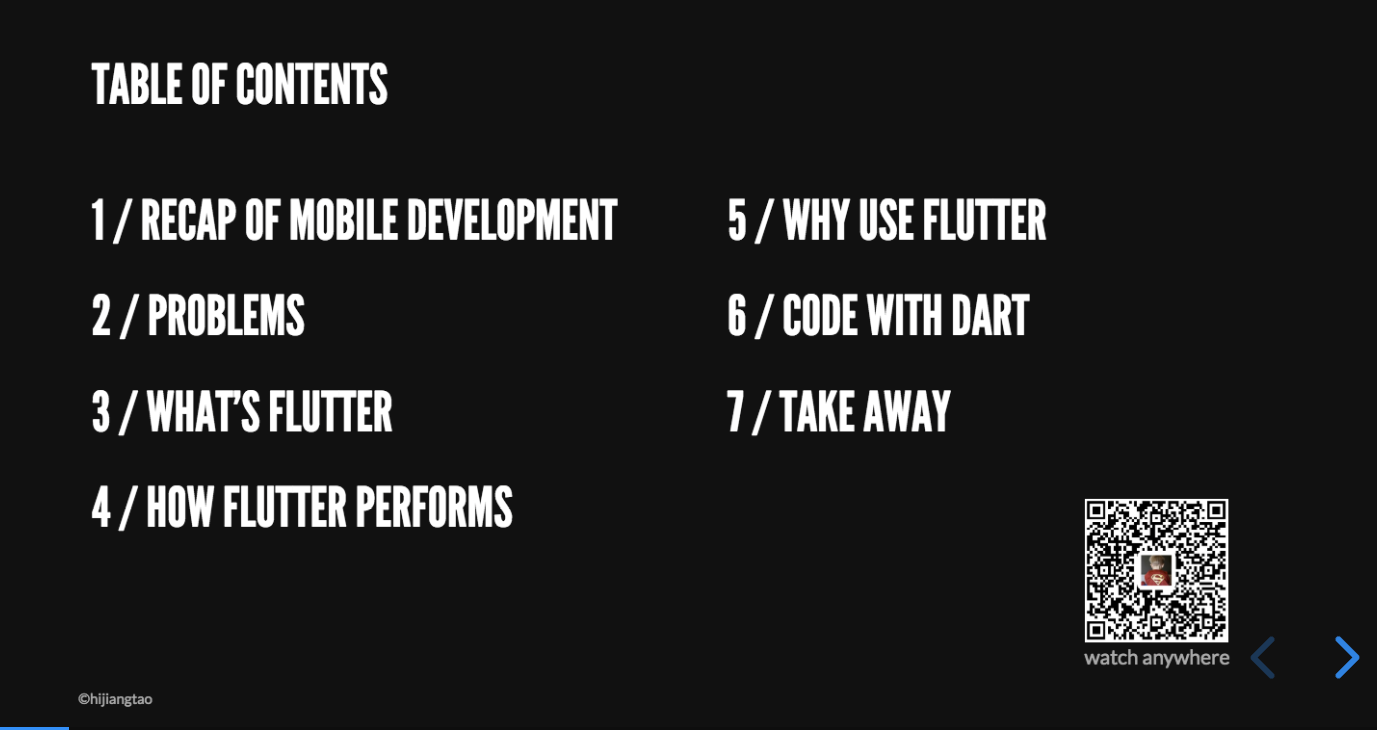 TABLE OF CONTENTS
1 / RECAP OF MOBILE DEVELOPMENT
2 / PROBLEMS
3 / WHAT'S FLUTTER
4 / HOW FLUTTER PERFORMS
5 / WHY USE FLUTTER
6 / CODE WITH DART
7 / TAKE AWAY
watch anywhere
©hijiangtao